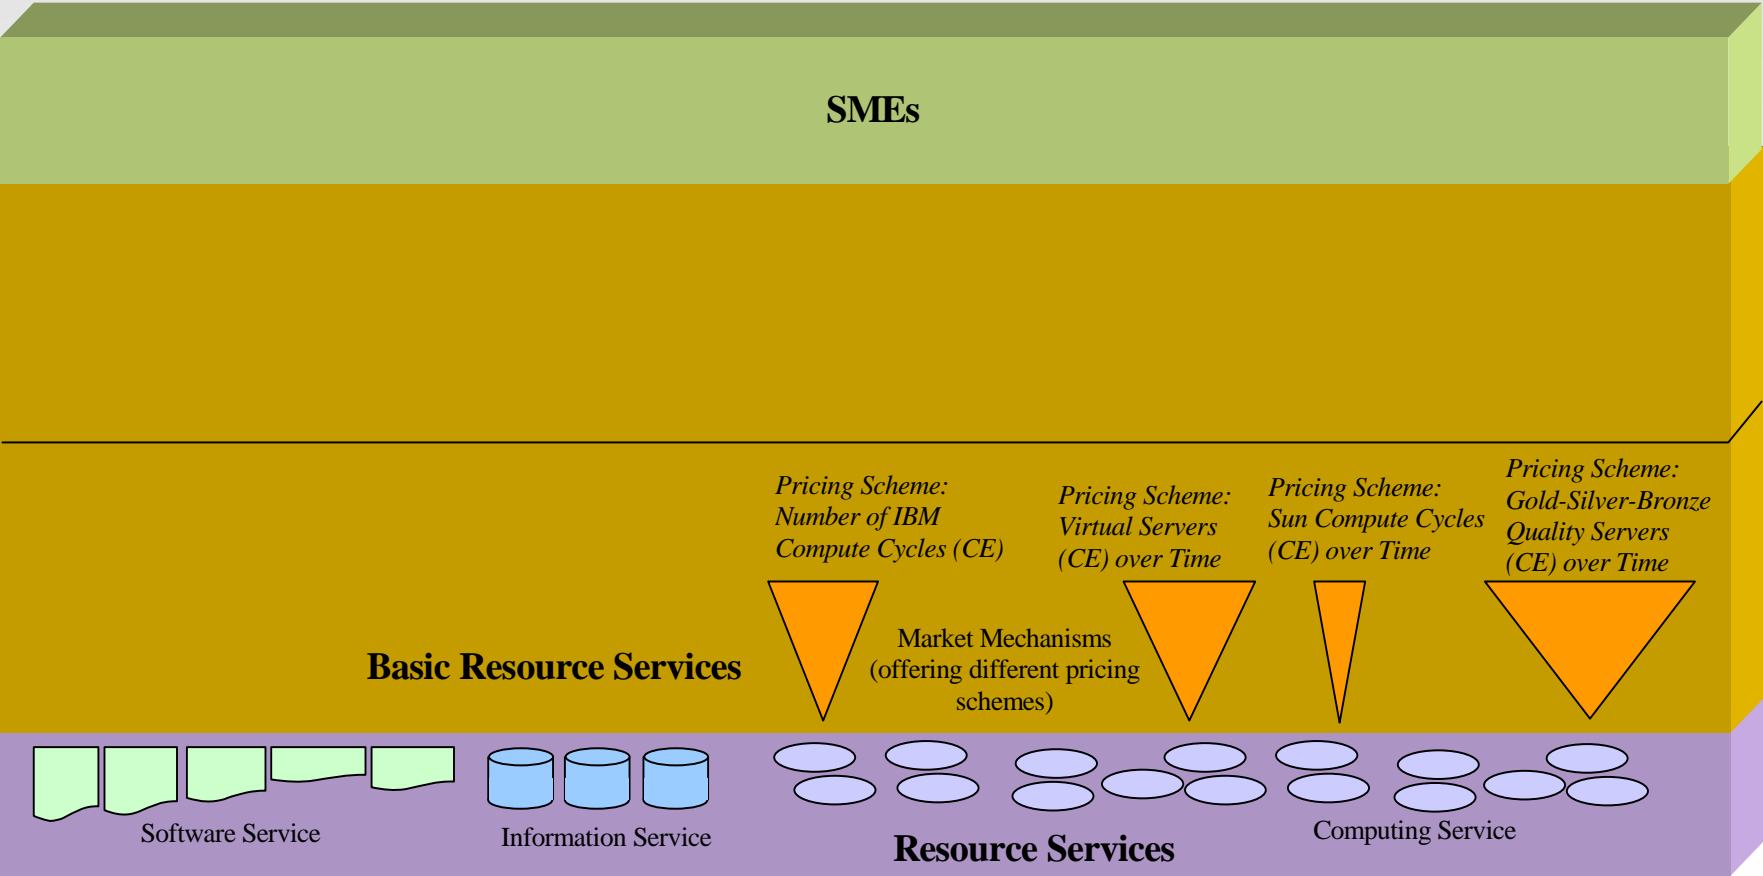 SMEs
Pricing Scheme:
Number of IBM
Compute Cycles (CE)
Pricing Scheme:
Virtual Servers
(CE) over Time
Pricing Scheme:
Sun Compute Cycles
(CE) over Time
Pricing Scheme:
Gold-Silver-Bronze
Quality Servers
(CE) over Time
Basic Resource Services
Market Mechanisms
(offering different pricing
schemes)
Software Service
Information Service
Resource Services
Computing Service